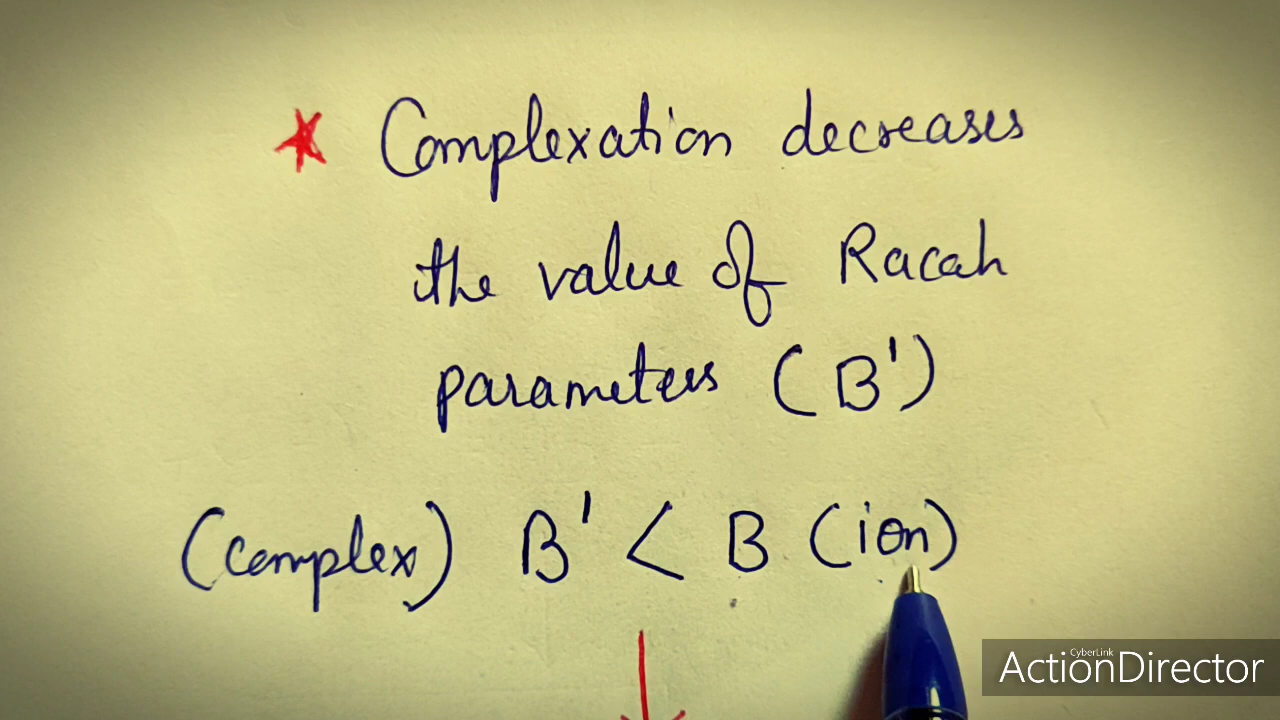 * Complexation decreases
the value of Racah
parameters (B')
(complex) B' < B (ion)
CyberLink
ActionDirector